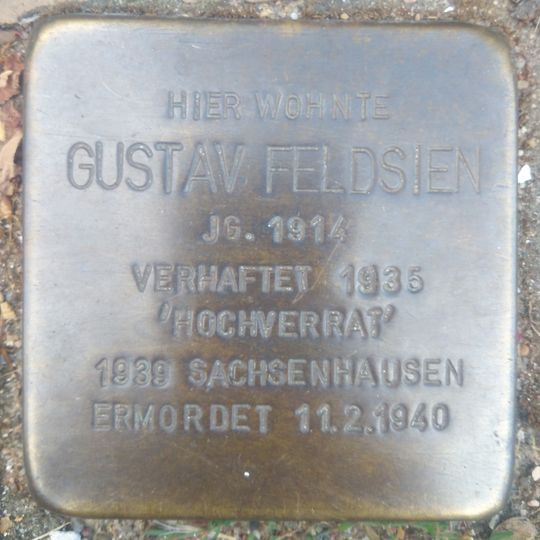 HIER WOHNTE
GUSTAV FELDSIEN
JG. 1914
VERHAFTET 1935
'HOCHVERRAT'
1939 SACHSENHAUSEN
ERMORDET 11.2.1940